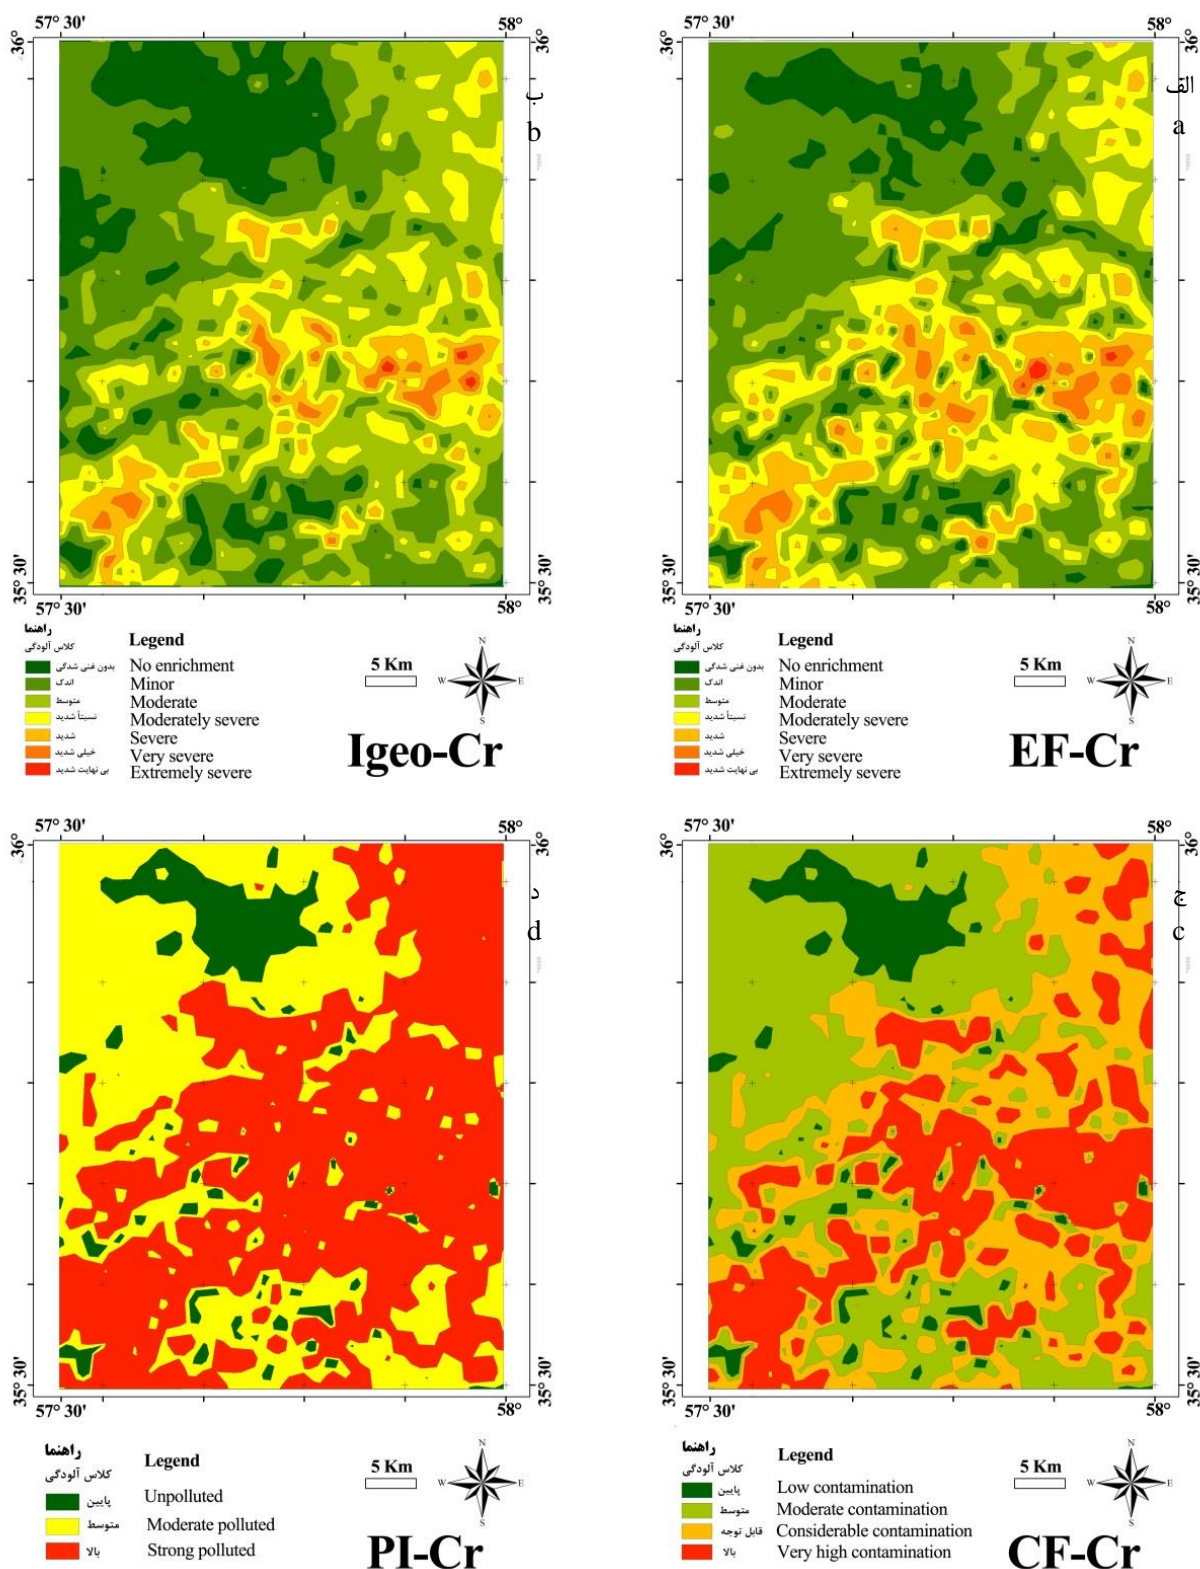 57° 30'
58°
36°
36°
ب
b
35° 30'
35° 30'
57° 30'
58°
راهنما
Legend
کلاس آلودگی
بدون غنی شدگی
No enrichment
اندک
Minor
متوسط
Moderate
نسبتاً شدید
Moderately severe
شدید
Severe
خیلی شدید
Very severe
بی نهایت شدید
Extremely severe
5 Km
N
W
E
S
Igeo-Cr
57° 30'
58°
36°
36°
الف
a
35° 30'
35° 30'
57° 30'
58°
راهنما
Legend
کلاس آلودگی
بدون غنی شدگی
No enrichment
اندک
Minor
متوسط
Moderate
نسبتاً شدید
Moderately severe
شدید
Severe
خیلی شدید
Very severe
بی نهایت شدید
Extremely severe
5 Km
N
W
E
S
EF-Cr
57° 30'
58°
36°
36°
د
d
35° 30'
35° 30'
57° 30'
58°
راهنما
Legend
کلاس آلودگی
پایین
Unpolluted
متوسط
Moderate polluted
بالا
Strong polluted
5 Km
N
W
E
S
PI-Cr
57° 30'
58°
36°
36°
ج
c
35° 30'
35° 30'
57° 30'
58°
راهنما
Legend
کلاس آلودگی
پایین
Low contamination
متوسط
Moderate contamination
قابل توجه
Considerable contamination
بالا
Very high contamination
5 Km
N
W
E
S
CF-Cr